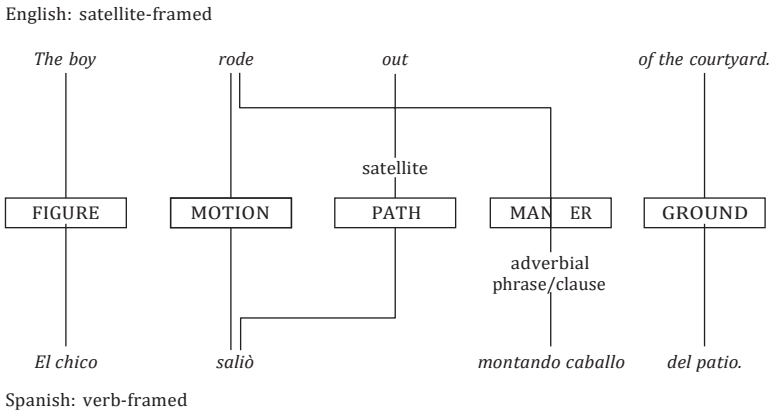 English: satellite-framed
The boy rode out of the courtyard.
satellite
FIGURE MOTION PATH MAN ER GROUND
adverbial
phrase/clause
El chico saliò montando caballo del patio.
Spanish: verb-framed